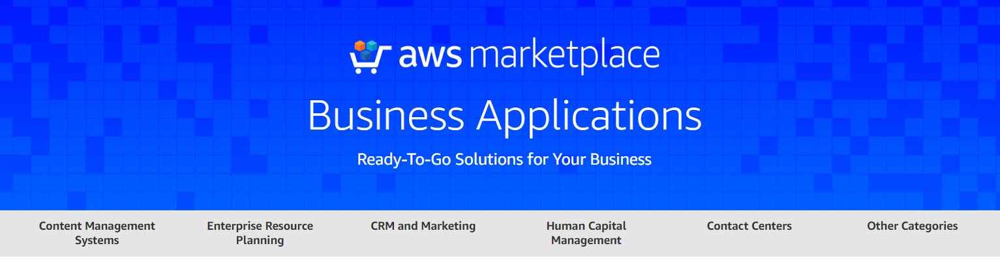 aws marketplace
Business Applications
Ready-To-Go Solutions for Your Business
Content Management
Systems
Enterprise Resource
Planning
CRM and Marketing
Human Capital
Management
Contact Centers
Other Categories